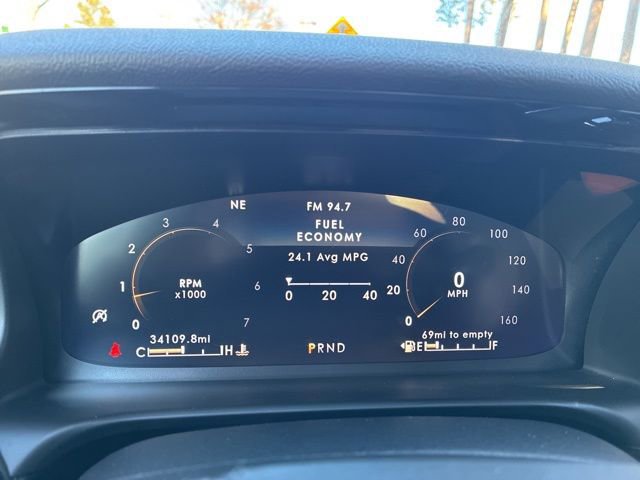 NE
FM 94.7
FUEL
ECONOMY
24.1 Avg MPG
0 20 40
0 1 2 3 4 5 6 7
RPM
x1000
0 20 40 60 80 100 120 140 160
0
MPH
34109.8mi
C H
PRND
69mi to empty
E F